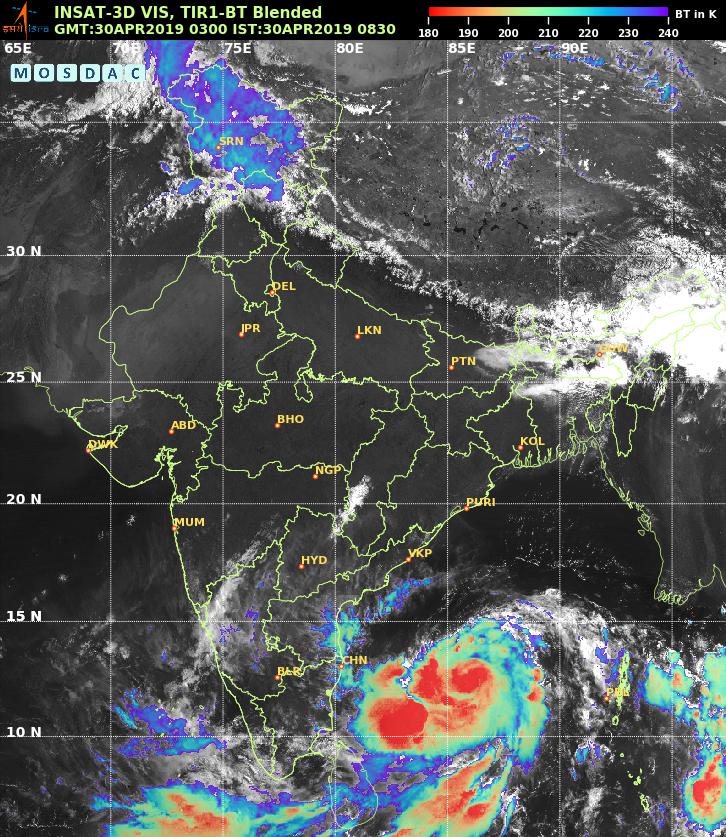 INSAT-3D VIS, TIR1-BT Blended
GMT:30APR2019 0300 IST:30APR2019 0830
BT in K
180 190 200 210 220 230 240
65E 70E 75E 80E 85E 90E
MOSDAC
SRN
30 N
DEL
JPR
LKN
PTN
25 N
ABD
BHO
DWK
KOL
NGP
20 N
PURI
MUM
VKP
HYD
15 N
CHN
BLR
10 N